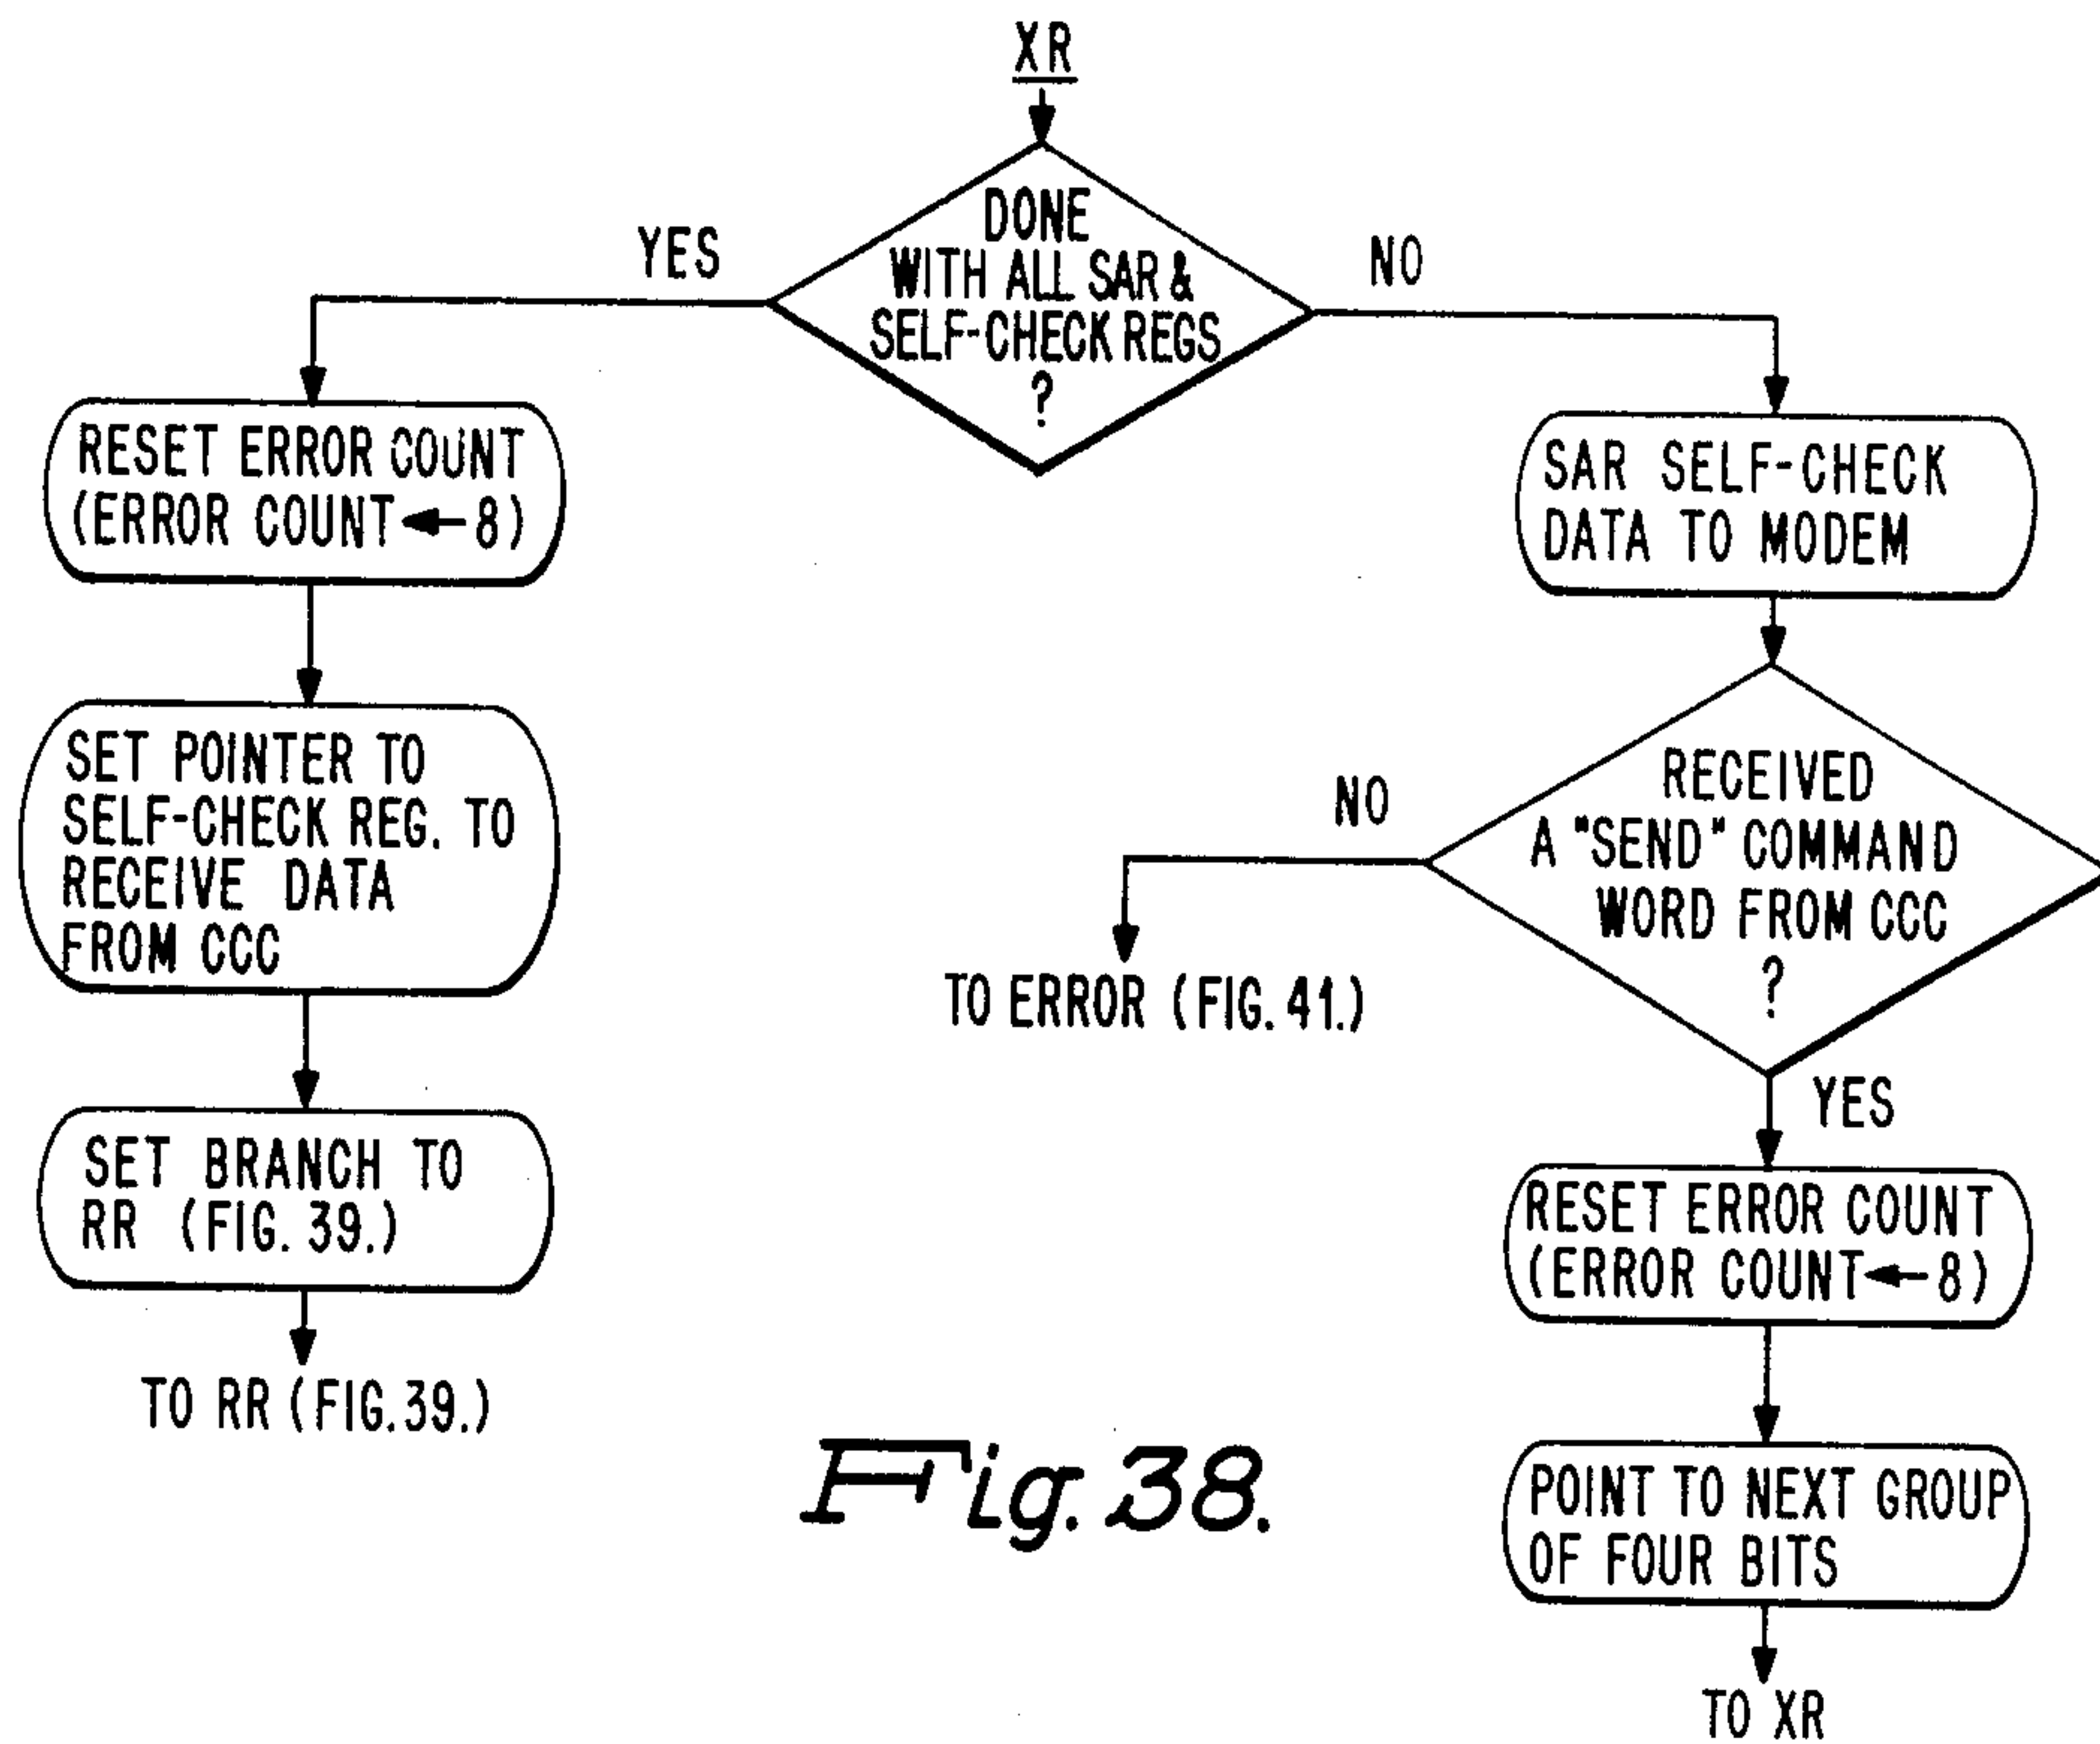 XR
DONE
WITH ALL SAR &
SELF-CHECK REGS
?
YES
NO
RESET ERROR COUNT
(ERROR COUNT←8)
SET POINTER TO
SELF-CHECK REG. TO
RECEIVE DATA
FROM CCC
SET BRANCH TO
RR (FIG. 39.)
TO RR (FIG. 39.)
SAR SELF-CHECK
DATA TO MODEM
RECEIVED
A "SEND" COMMAND
WORD FROM CCC
?
NO
TO ERROR (FIG. 41.)
YES
RESET ERROR COUNT
(ERROR COUNT←8)
POINT TO NEXT GROUP
OF FOUR BITS
TO XR
Fig. 38.